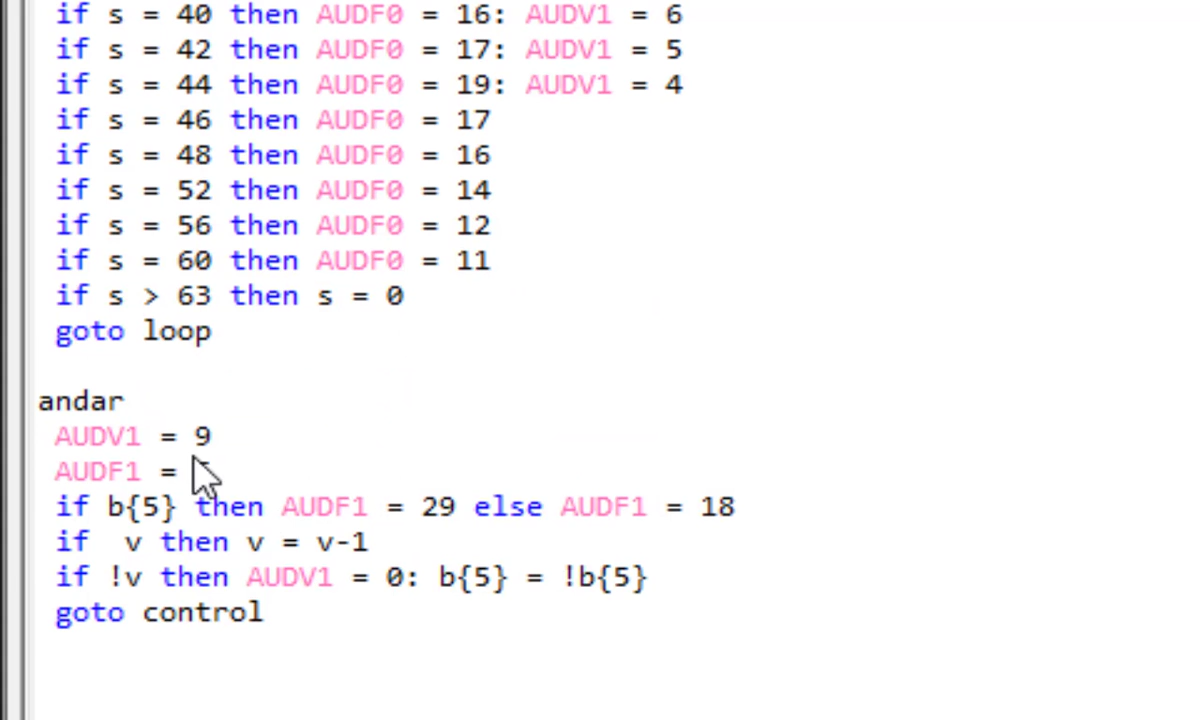 if s = 40 then AUDF0 = 16: AUDV1 = 6
if s = 42 then AUDF0 = 17: AUDV1 = 5
if s = 44 then AUDF0 = 19: AUDV1 = 4
if s = 46 then AUDF0 = 17
if s = 48 then AUDF0 = 16
if s = 52 then AUDF0 = 14
if s = 56 then AUDF0 = 12
if s = 60 then AUDF0 = 11
if s > 63 then s = 0
goto loop
andar
AUDV1 = 9
AUDF1 =
if b{5} then AUDF1 = 29 else AUDF1 = 18
if  v then v = v-1
if !v then AUDV1 = 0: b{5} = !b{5}
goto control